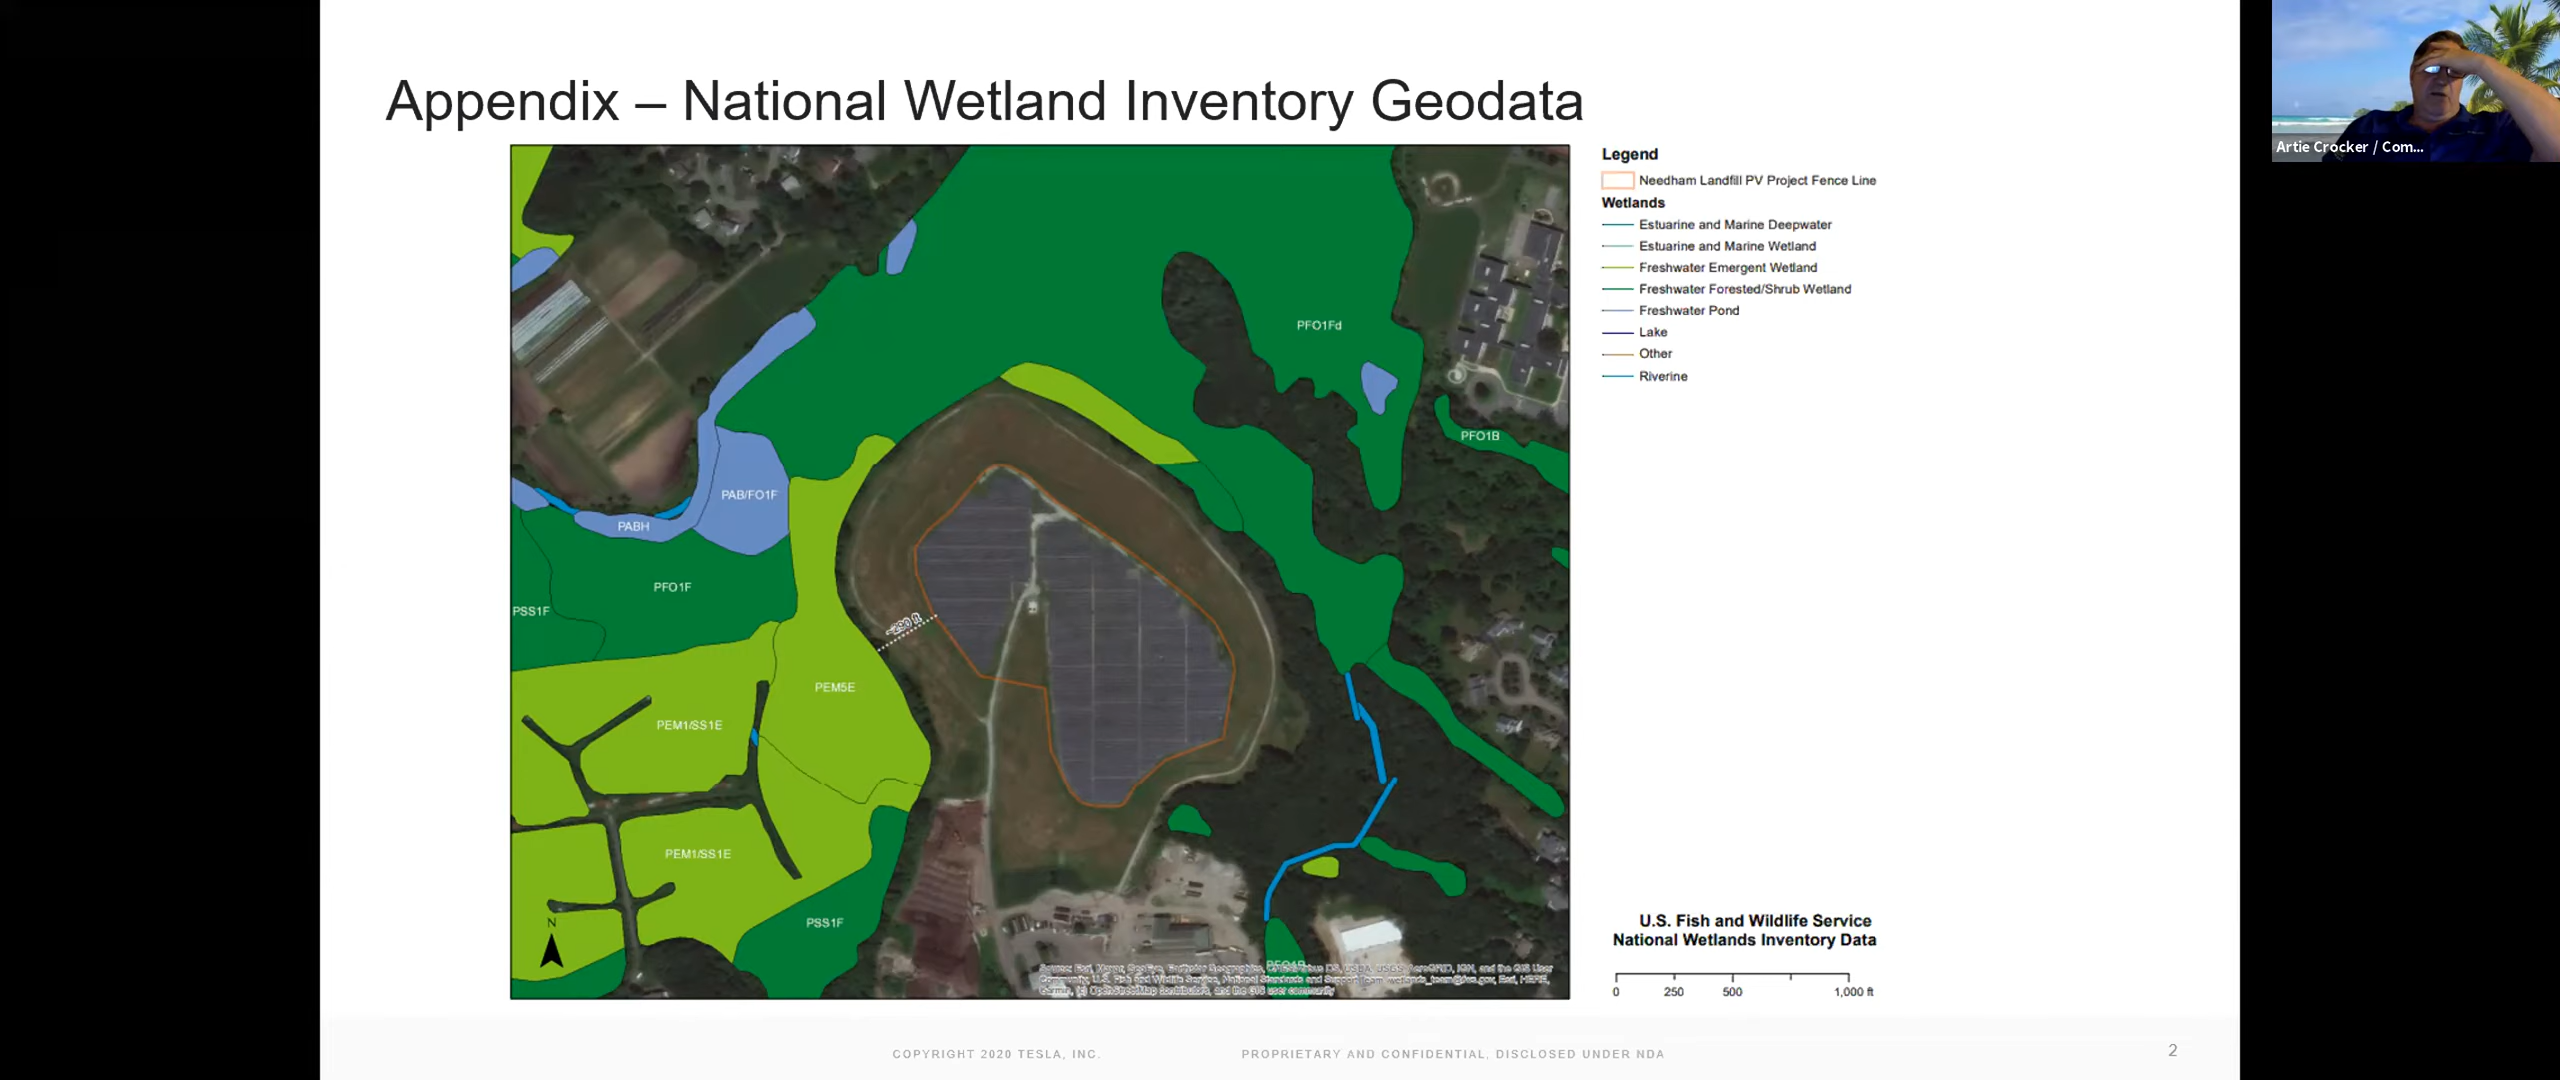 Appendix – National Wetland Inventory Geodata
Artie Crocker / Com...
Legend
Needham Landfill PV Project Fence Line
Wetlands
Estuarine and Marine Deepwater
Estuarine and Marine Wetland
Freshwater Emergent Wetland
Freshwater Forested/Shrub Wetland
Freshwater Pond
Lake
Other
Riverine
PFO1Fd
PFO1B
PAB/FO1F
PABH
PFO1F
PSS1F
~290 ft
PEM5E
PEM1/SS1E
PEM1/SS1E
PSS1F
N
U.S. Fish and Wildlife Service
National Wetlands Inventory Data
0 250 500 1,000 ft
COPYRIGHT 2020 TESLA, INC.
PROPRIETARY AND CONFIDENTIAL, DISCLOSED UNDER NDA
2